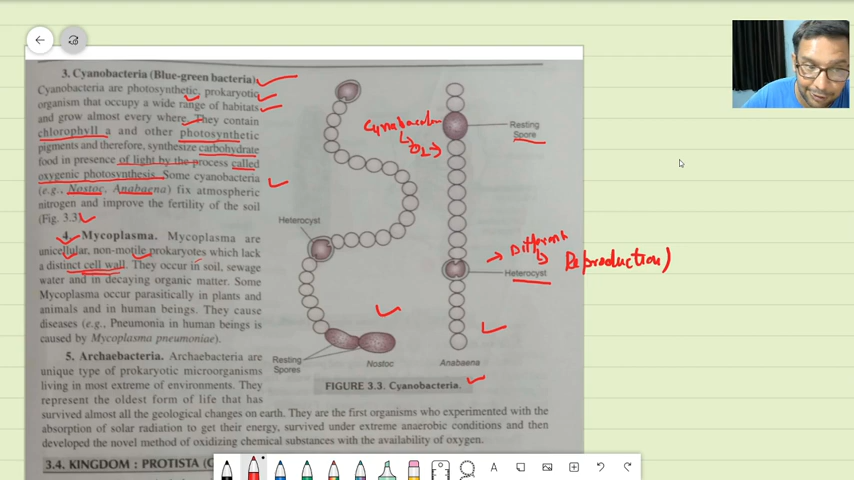 3. Cyanobacteria (Blue-green bacteria).
Cyanobacteria are photosynthetic, prokaryotic
organism that occupy a wide range of habitats
and grow almost every where. They contain
chlorophyll a and other photosynthetic
pigments and therefore, synthesize carbohydrate
food in presence of light by the process called
oxygenic photosynthesis. Some cyanobacteria
(e.g., Nostoc, Anabaena) fix atmospheric
nitrogen and improve the fertility of the soil
(Fig. 3.3)
4. Mycoplasma. Mycoplasma are
unicellular, non-motile prokaryotes which lack
a distinct cell wall. They occur in soil, sewage
water and in decaying organic matter. Some
Mycoplasma occur parasitically in plants and
animals and in human beings. They cause
diseases (e.g., Pneumonia in human beings is
caused by Mycoplasma pneumoniae).
5. Archaebacteria. Archaebacteria are
unique type of prokaryotic microorganisms
living in most extreme of environments. They
represent the oldest form of life that has
survived almost all the geological changes on earth. They are the first organisms who experimented with the
absorption of solar radiation to get their energy, survived under extreme anaerobic conditions and then
developed the novel method of oxidizing chemical substances with the availability of oxygen.
Heterocyst
Resting
Spores
Nostoc
Resting
Spore
Heterocyst
Different
Reproduction)
Anabaena
FIGURE 3.3. Cyanobacteria.
3.4. KINGDOM : PROTISTA
A